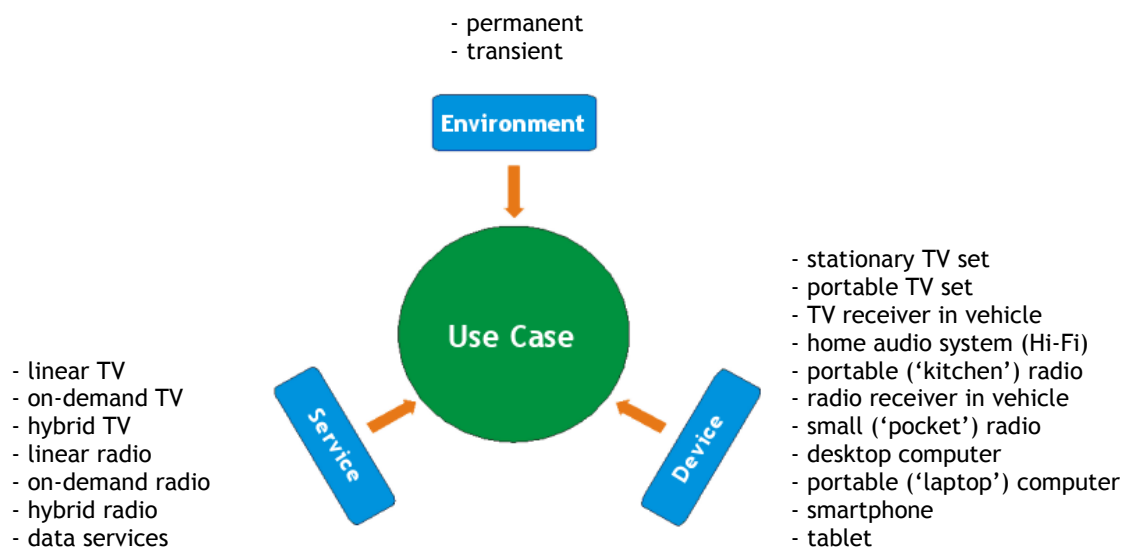 - permanent
- transient
Environment
Use Case
- linear TV
- on-demand TV
- hybrid TV
- linear radio
- on-demand radio
- hybrid radio
- data services
Service
Device
- stationary TV set
- portable TV set
- TV receiver in vehicle
- home audio system (Hi-Fi)
- portable (‘kitchen’) radio
- radio receiver in vehicle
- small (‘pocket’) radio
- desktop computer
- portable (‘laptop’) computer
- smartphone
- tablet